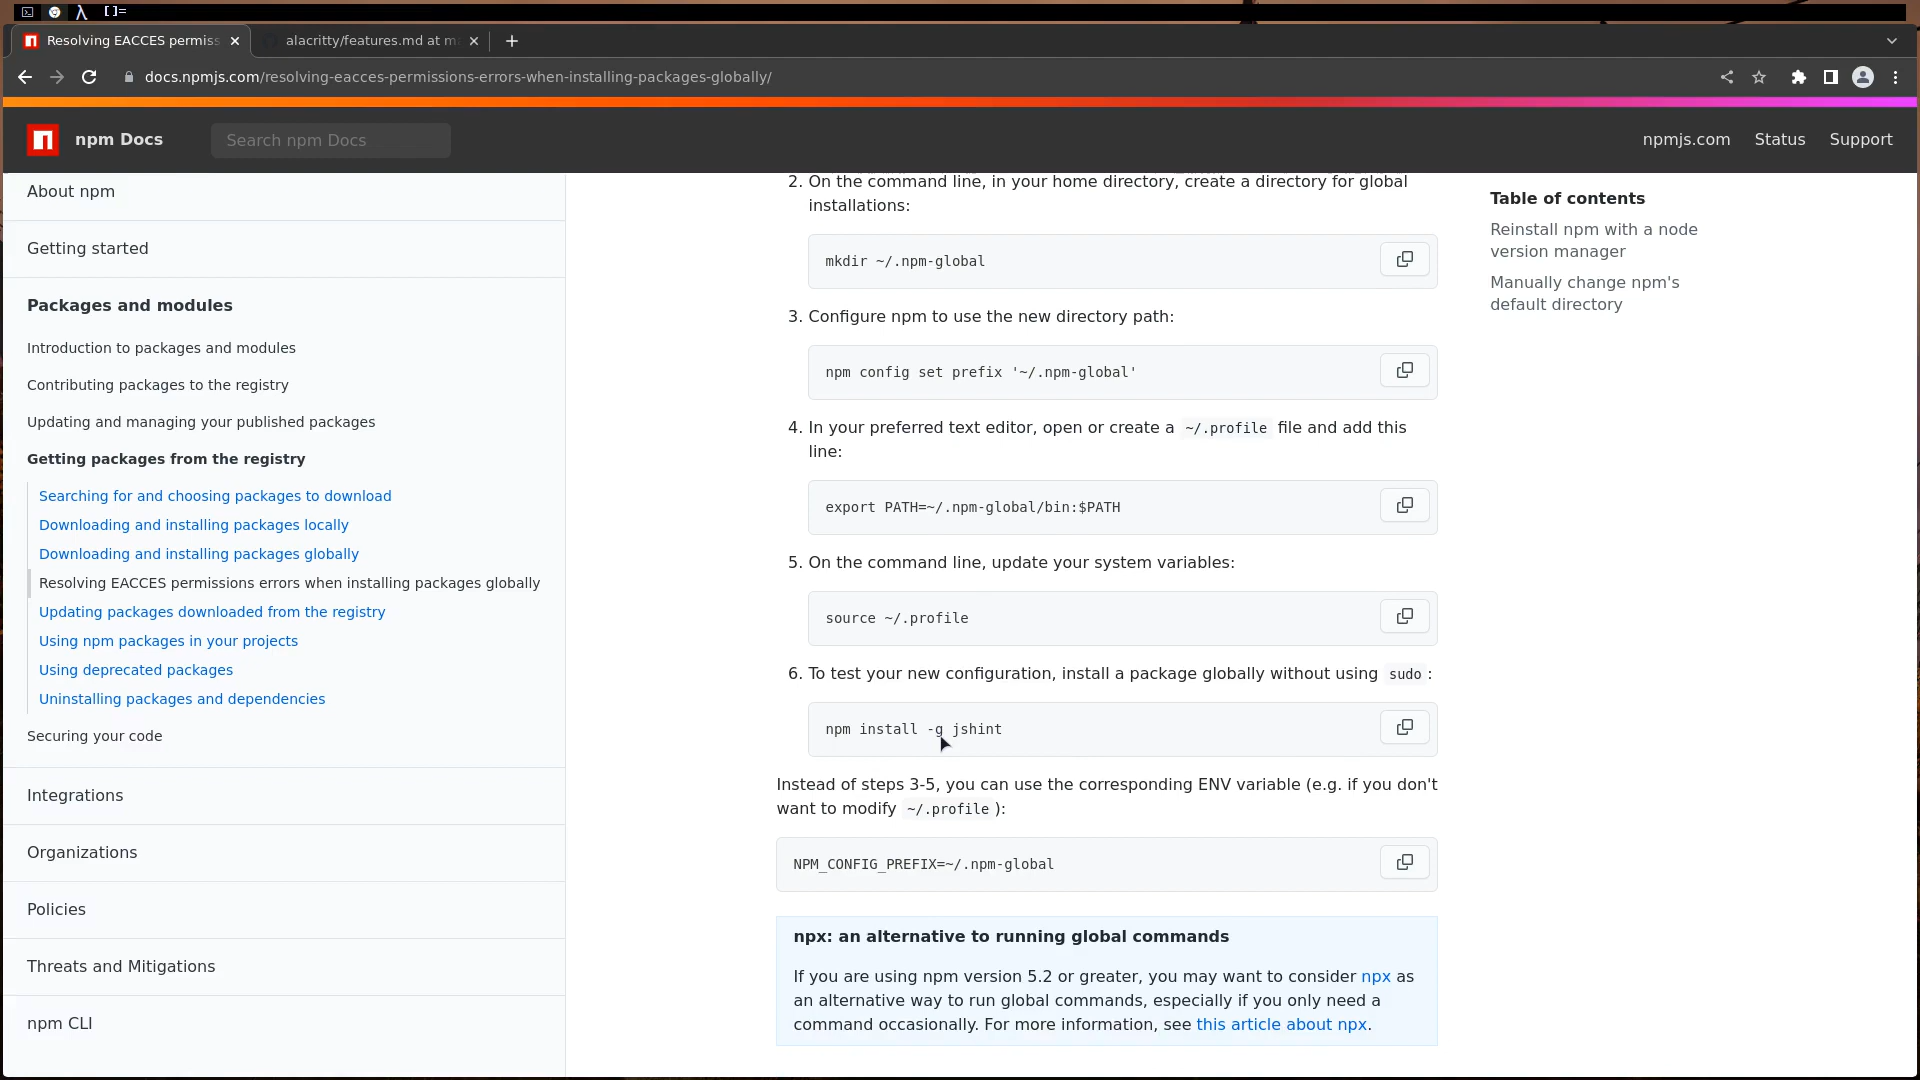 λ []=
Resolving EACCES permiss
alacritty/features.md at m
docs.npmjs.com/resolving-eacces-permissions-errors-when-installing-packages-globally/
npm Docs
Search npm Docs
npmjs.com
Status
Support
About npm
Getting started
Packages and modules
Introduction to packages and modules
Contributing packages to the registry
Updating and managing your published packages
Getting packages from the registry
Searching for and choosing packages to download
Downloading and installing packages locally
Downloading and installing packages globally
Resolving EACCES permissions errors when installing packages globally
Updating packages downloaded from the registry
Using npm packages in your projects
Using deprecated packages
Uninstalling packages and dependencies
Securing your code
Integrations
Organizations
Policies
Threats and Mitigations
npm CLI
2. On the command line, in your home directory, create a directory for global
installations:
mkdir ~/.npm-global
3. Configure npm to use the new directory path:
npm config set prefix '~/.npm-global'
4. In your preferred text editor, open or create a ~/.profile file and add this
line:
export PATH=~/.npm-global/bin:$PATH
5. On the command line, update your system variables:
source ~/.profile
6. To test your new configuration, install a package globally without using sudo:
npm install -g jshint
Instead of steps 3-5, you can use the corresponding ENV variable (e.g. if you don't
want to modify ~/.profile):
NPM_CONFIG_PREFIX=~/.npm-global
npx: an alternative to running global commands
If you are using npm version 5.2 or greater, you may want to consider npx as
an alternative way to run global commands, especially if you only need a
command occasionally. For more information, see this article about npx.
Table of contents
Reinstall npm with a node
version manager
Manually change npm's
default directory